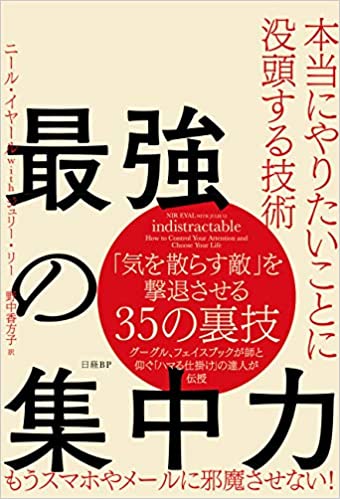 本当にやりたいことに
没頭する技術
ニール・イヤール with ジュリー・リー
野中香方子 訳
最強
の
集中力
NIR EYAL WITH JULIE LI
indistractable
How to Control Your Attention and
Choose Your Life
「気を散らす敵」を
撃退させる
35の裏技
グーグル、フェイスブックが師と
仰ぐ「ハマる仕掛け」の達人が
伝授
日経BP
もうスマホやメールに邪魔させない!